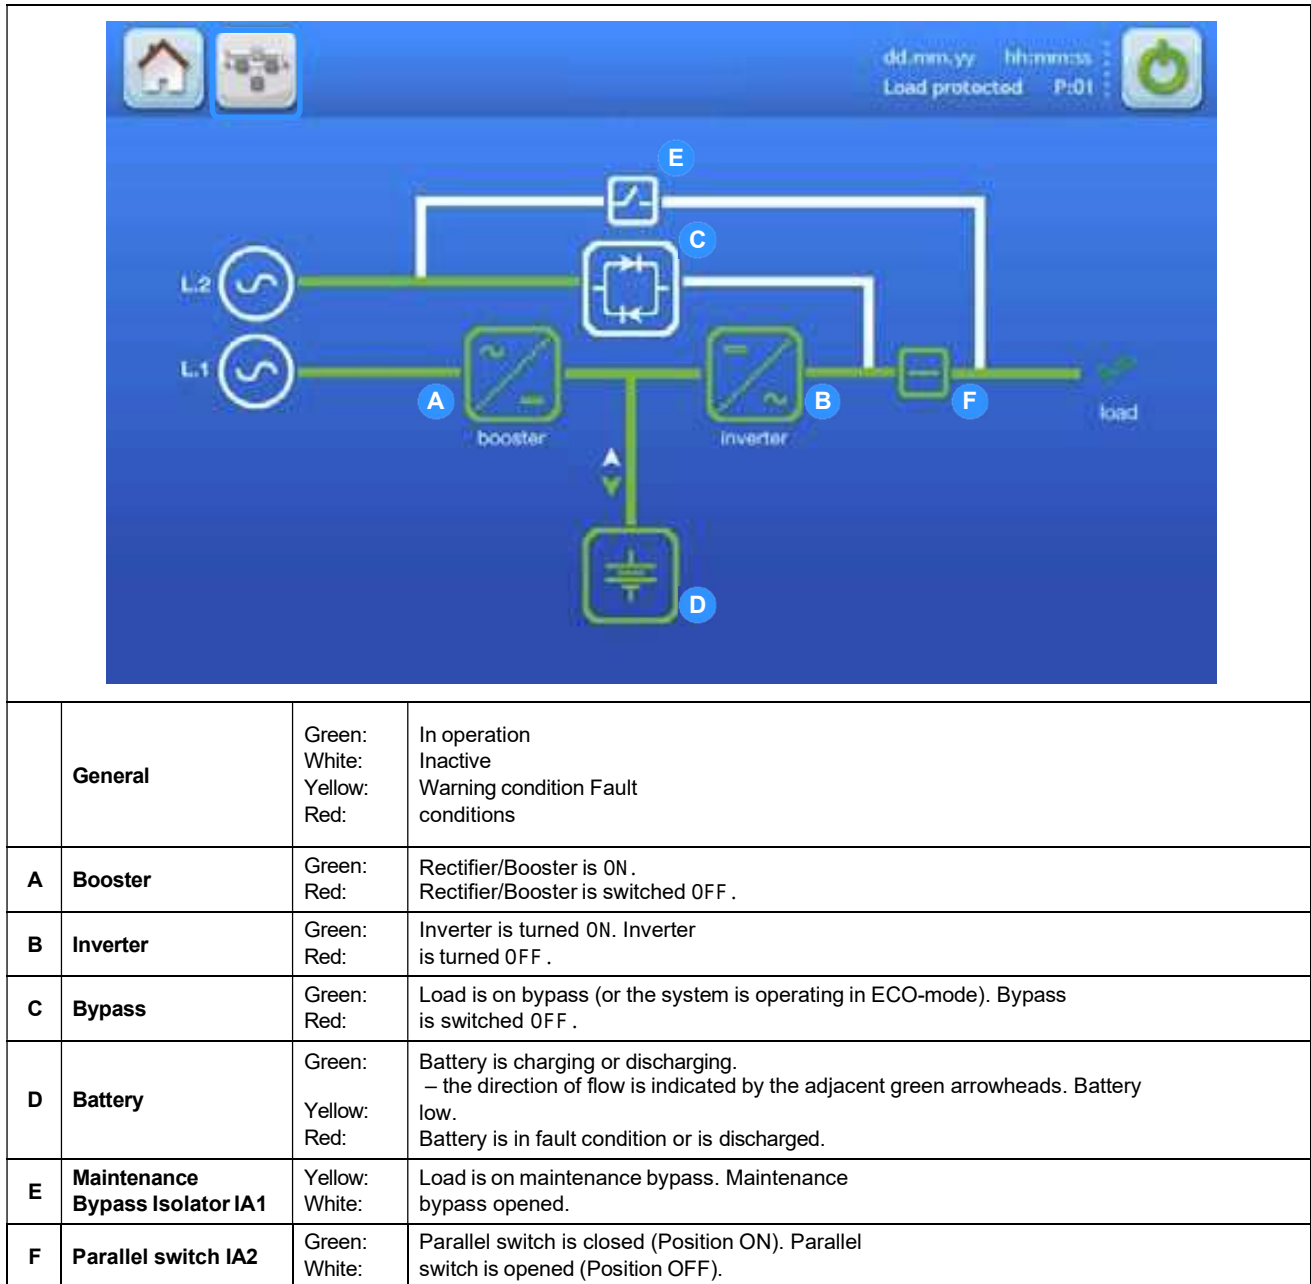 dd.mm.yy hh:mm:ss
Load protected P:01
E
C
L.2
L.1
A
B
F
booster
inverter
load
D
General
Green: In operation
White: Inactive
Yellow: Warning condition Fault
Red: conditions
A Booster
Green: Rectifier/Booster is ON.
Red: Rectifier/Booster is switched OFF.
B Inverter
Green: Inverter is turned ON. Inverter
Red: is turned OFF.
C Bypass
Green: Load is on bypass (or the system is operating in ECO-mode). Bypass
Red: is switched OFF.
D Battery
Green: Battery is charging or discharging.
– the direction of flow is indicated by the adjacent green arrowheads. Battery
Yellow: low.
Red: Battery is in fault condition or is discharged.
E Maintenance
Bypass Isolator IA1
Yellow: Load is on maintenance bypass. Maintenance
White: bypass opened.
F Parallel switch IA2
Green: Parallel switch is closed (Position ON). Parallel
White: switch is opened (Position OFF).